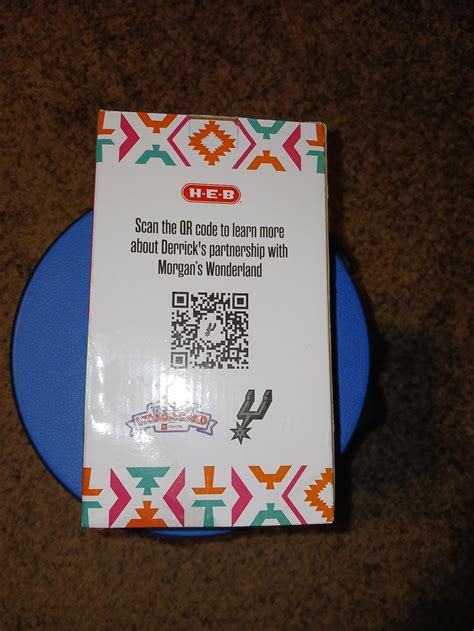 H-E-B
Scan the QR code to learn more
about Derrick's partnership with
Morgan's Wonderland